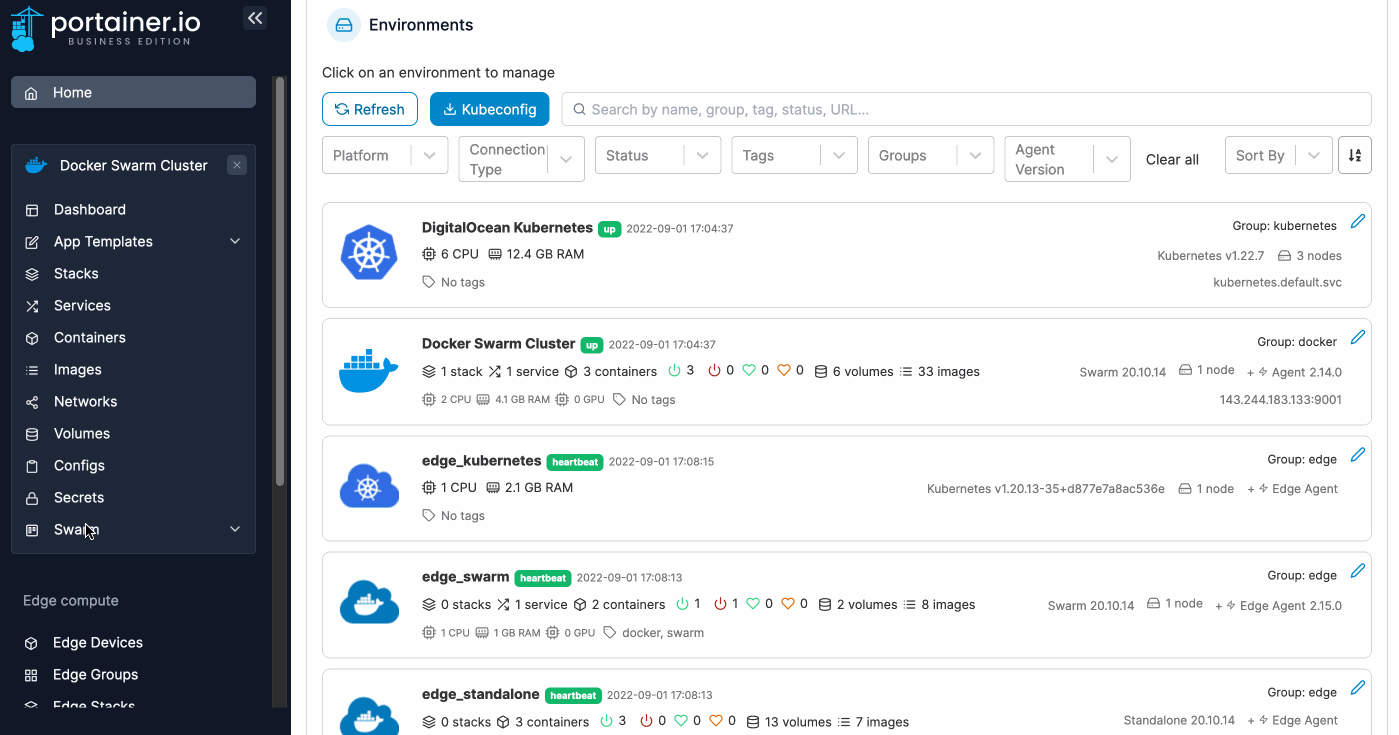 portainer.io
BUSINESS EDITION
Home
Docker Swarm Cluster
Dashboard
App Templates
Stacks
Services
Containers
Images
Networks
Volumes
Configs
Secrets
Swarm
Edge compute
Edge Devices
Edge Groups
Edge Stacks
Environments
Click on an environment to manage
Refresh Kubeconfig Search by name, group, tag, status, URL...
Platform Connection Type Status Tags Groups Agent Version Clear all Sort By
DigitalOcean Kubernetes up 2022-09-01 17:04:37 Group: kubernetes
6 CPU 12.4 GB RAM Kubernetes v1.22.7 3 nodes
No tags kubernetes.default.svc
Docker Swarm Cluster up 2022-09-01 17:04:37 Group: docker
1 stack 1 service 3 containers 3 0 0 0 6 volumes 33 images Swarm 20.10.14 1 node + Agent 2.14.0
2 CPU 4.1 GB RAM 0 GPU No tags 143.244.183.133:9001
edge_kubernetes heartbeat 2022-09-01 17:08:15 Group: edge
1 CPU 2.1 GB RAM Kubernetes v1.20.13-35+d877e7a8ac536e 1 node + Edge Agent
No tags
edge_swarm heartbeat 2022-09-01 17:08:13 Group: edge
0 stacks 1 service 2 containers 1 1 0 0 2 volumes 8 images Swarm 20.10.14 1 node + Edge Agent 2.15.0
1 CPU 1 GB RAM 0 GPU docker, swarm
edge_standalone heartbeat 2022-09-01 17:08:13 Group: edge
0 stacks 3 containers 3 0 0 0 13 volumes 7 images Standalone 20.10.14 + Edge Agent